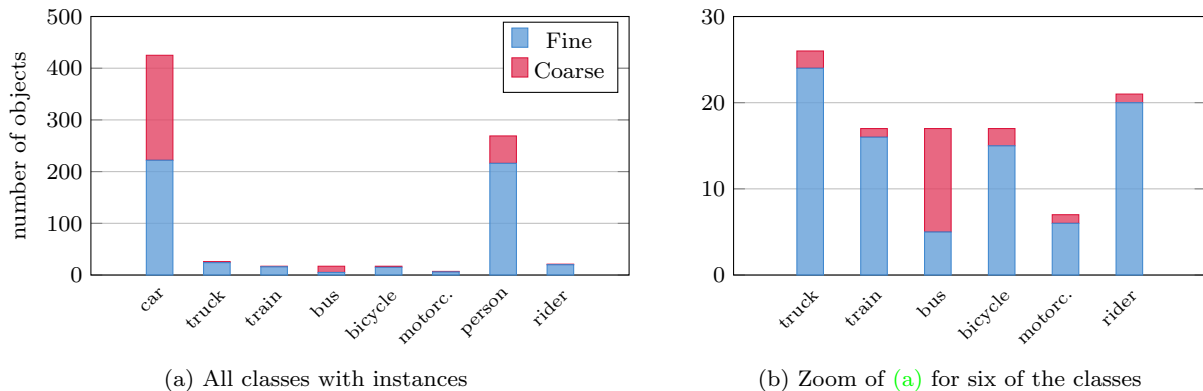 500
400
300
200
100
0
number of objects
Fine
Coarse
car
truck
train
bus
bicycle
motorc.
person
rider
(a) All classes with instances
30
20
10
0
truck
train
bus
bicycle
motorc.
rider
(b) Zoom of (a) for six of the classes